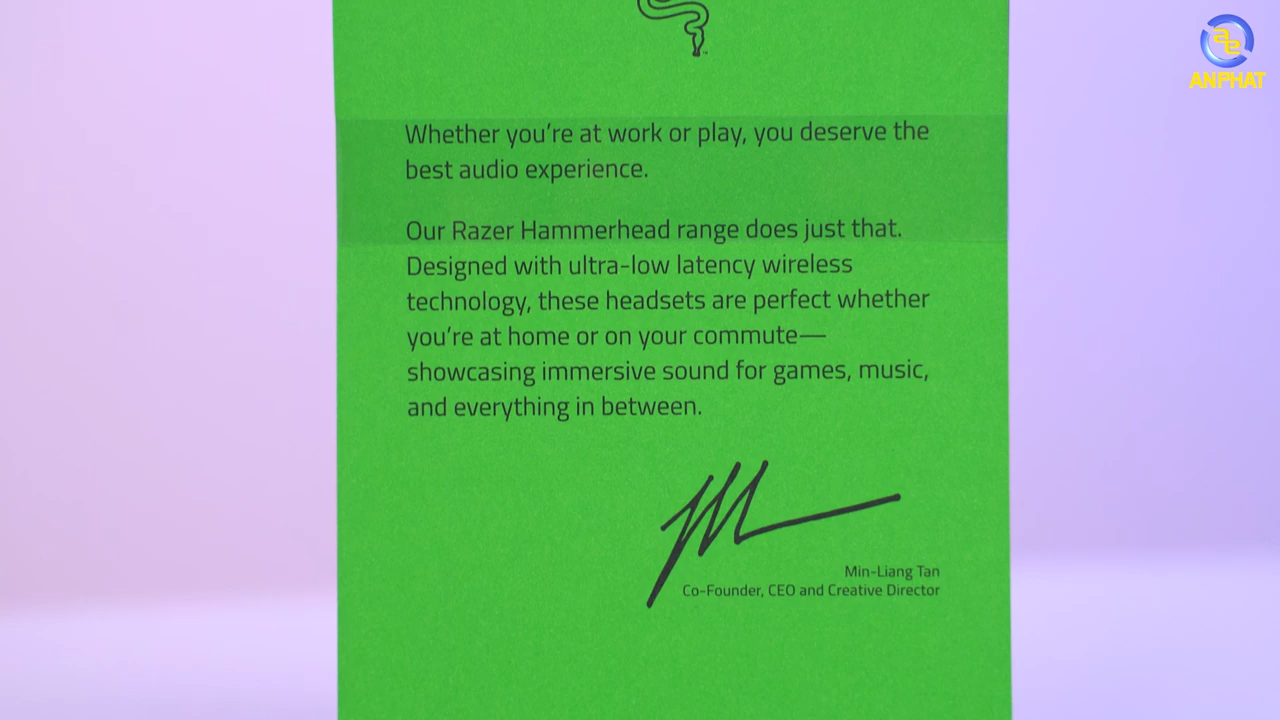 ae
ANPHAT
TM
Whether you're at work or play, you deserve the
best audio experience.
Our Razer Hammerhead range does just that.
Designed with ultra-low latency wireless
technology, these headsets are perfect whether
you're at home or on your commute—
showcasing immersive sound for games, music,
and everything in between.
Min-Liang Tan
Co-Founder, CEO and Creative Director